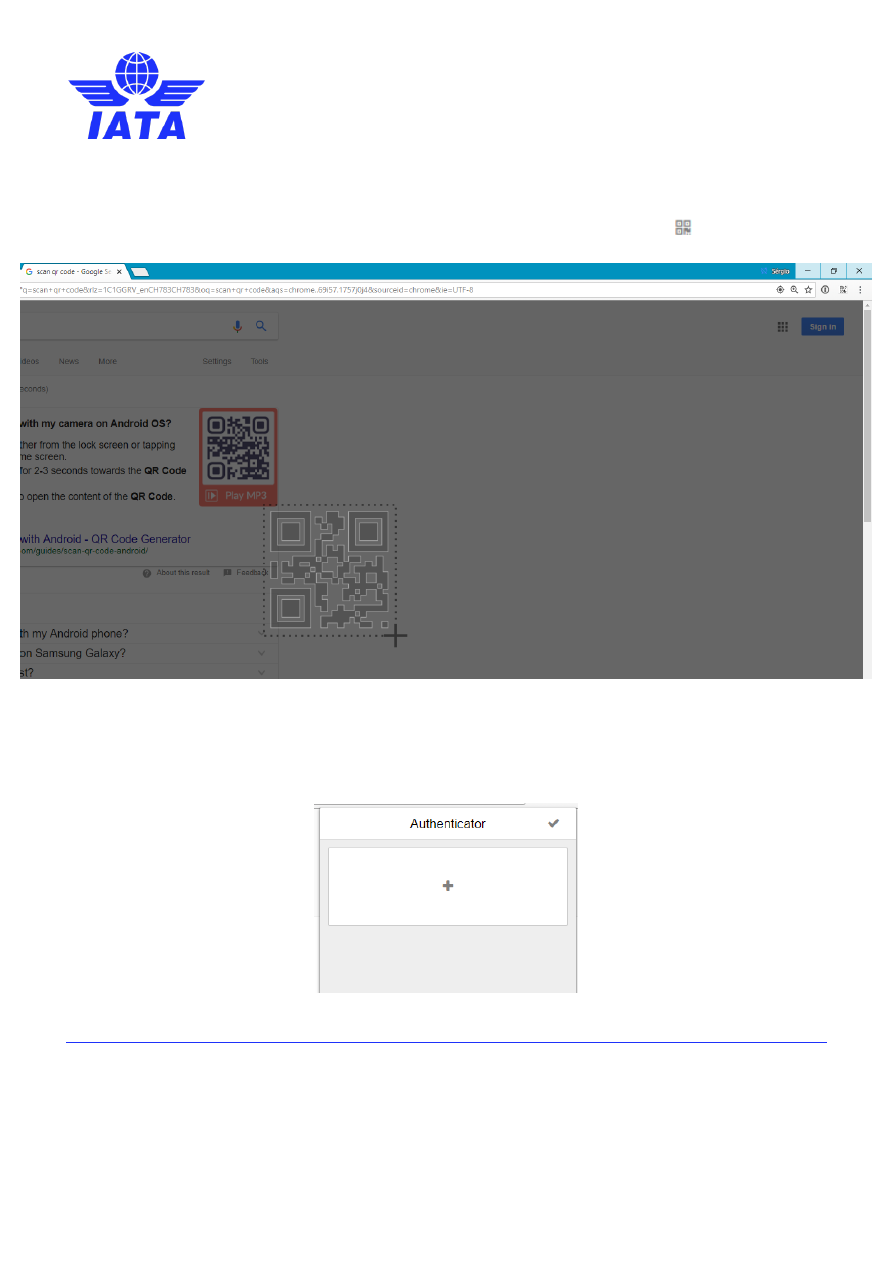 IATA
scan qr code - Google Se
Sérgio
q=scan+qr+code&rlz=1C1GGRV_enCH783CH783&oq=scan+qr+code&aqs=chrome..69i57.1757j0j4&sourceid=chrome&ie=UTF-8
Sign in
ideos News More Settings Tools
econds)
with my camera on Android OS?
ther from the lock screen or tapping
me screen.
for 2-3 seconds towards the QR Code
o open the content of the QR Code.
Play MP3
with Android - QR Code Generator
om/guides/scan-qr-code-android/
About this result Feedback
th my Android phone?
on Samsung Galaxy?
st?
Authenticator